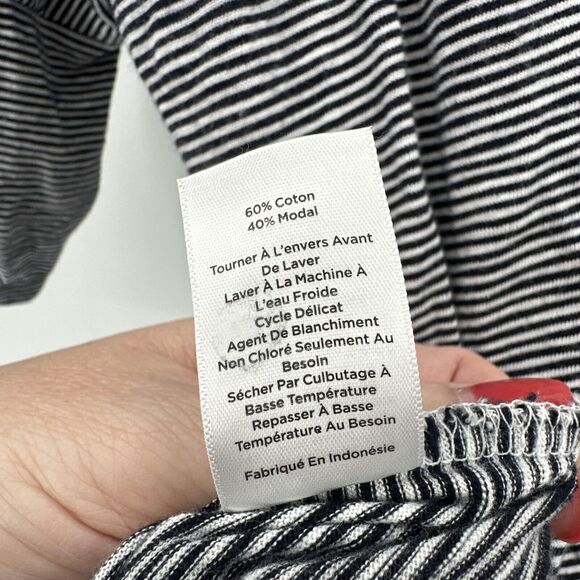 60% Coton
40% Modal
Tourner À L'envers Avant
De Laver
Laver À La Machine À
L'eau Froide
Cycle Délicat
Agent De Blanchiment
Non Chloré Seulement Au
Besoin
Sécher Par Culbutage À
Basse Température
Repasser À Basse
Température Au Besoin
Fabriqué En Indonésie